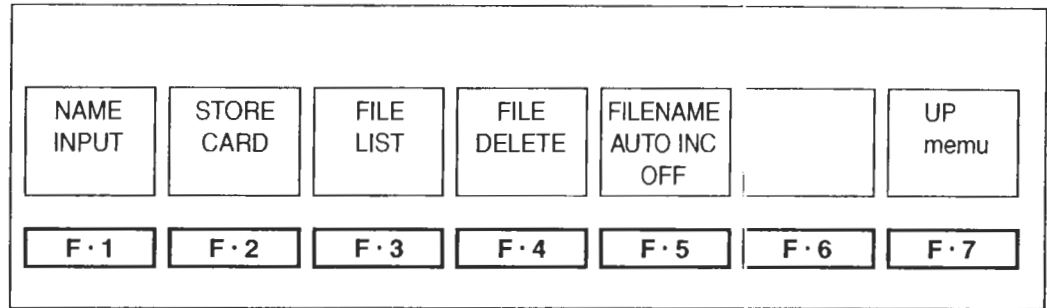 NAME
INPUT
STORE
CARD
FILE
LIST
FILE
DELETE
FILENAME
AUTO INC
OFF
UP
memu
F·1
F·2
F·3
F·4
F·5
F·6
F·7